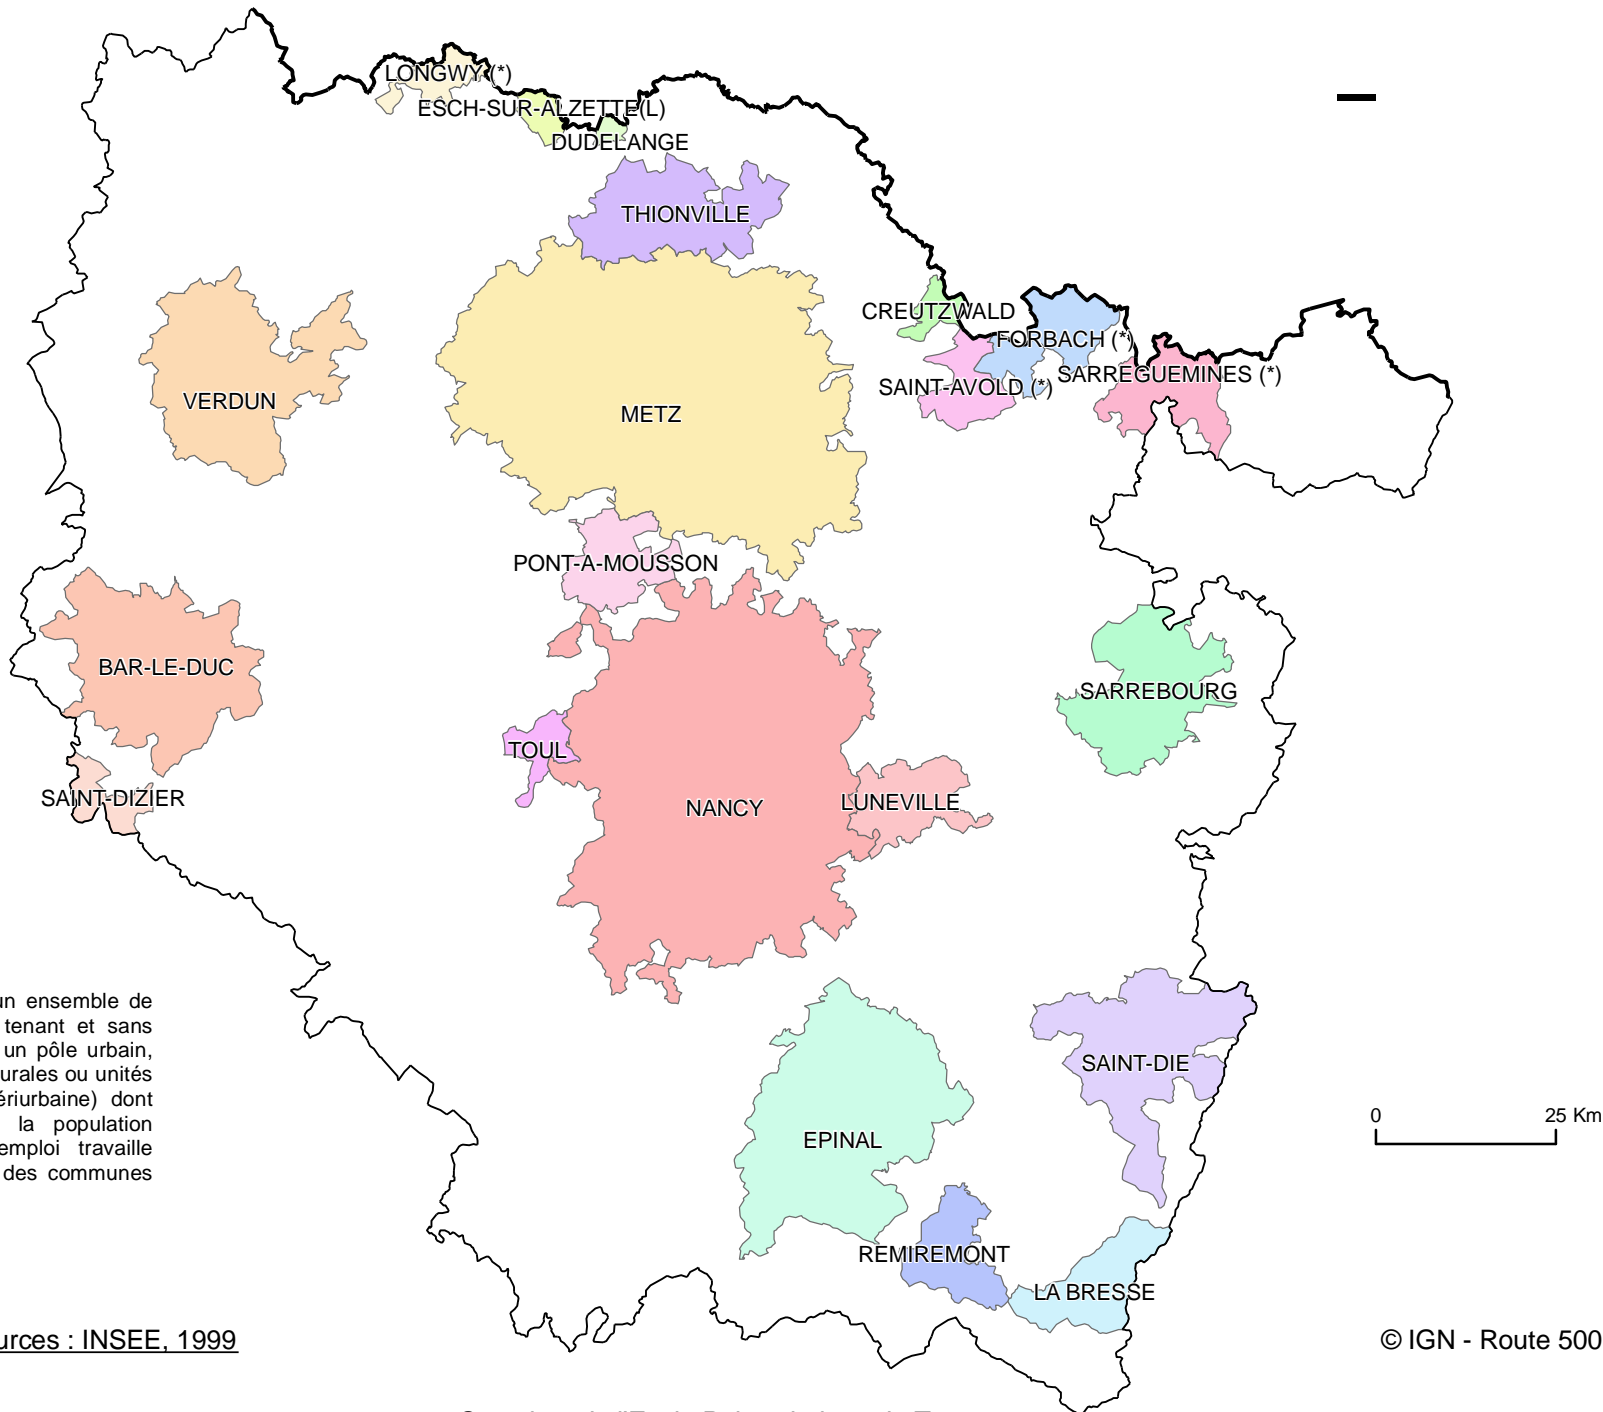 LONGWY (*)
ESCH-SUR-ALZETTE(L)
DUDELANGE
THIONVILLE
CREUTZWALD
FORBACH (*)
SARREGUEMINES (*)
SAINT-AVOLD (*)
VERDUN
METZ
PONT-A-MOUSSON
BAR-LE-DUC
SARREBOURG
TOUL
SAINT-DIZIER
NANCY
LUNEVILLE
un ensemble de
tenant et sans
un pôle urbain,
urales ou unités
ériurbaine) dont
la population
emploi travaille
des communes
SAINT-DIE
EPINAL
0 25 Km
REMIREMONT
LA BRESSE
urces : INSEE, 1999
© IGN - Route 500